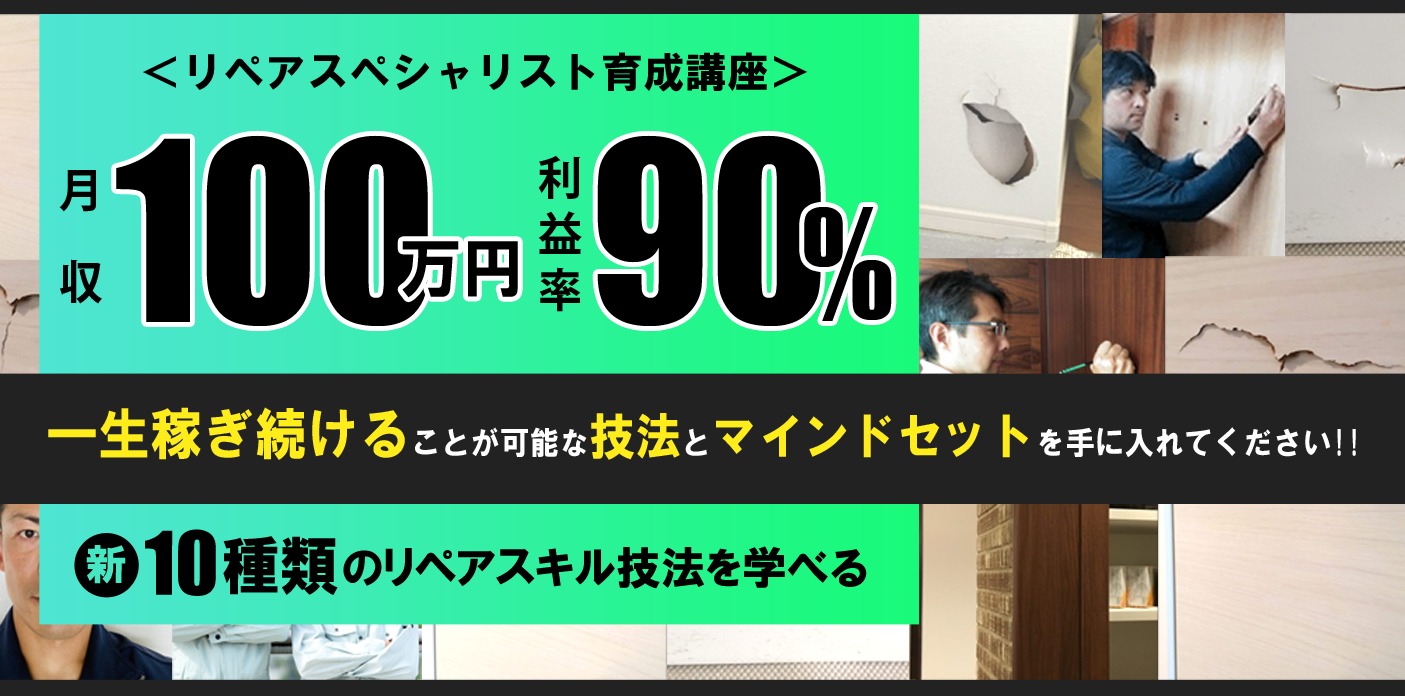 ＜リペアスペシャリスト育成講座＞
月収100万円 利益率90%
一生稼ぎ続けることが可能な技法とマインドセットを手に入れてください!!
新10種類のリペアスキル技法を学べる